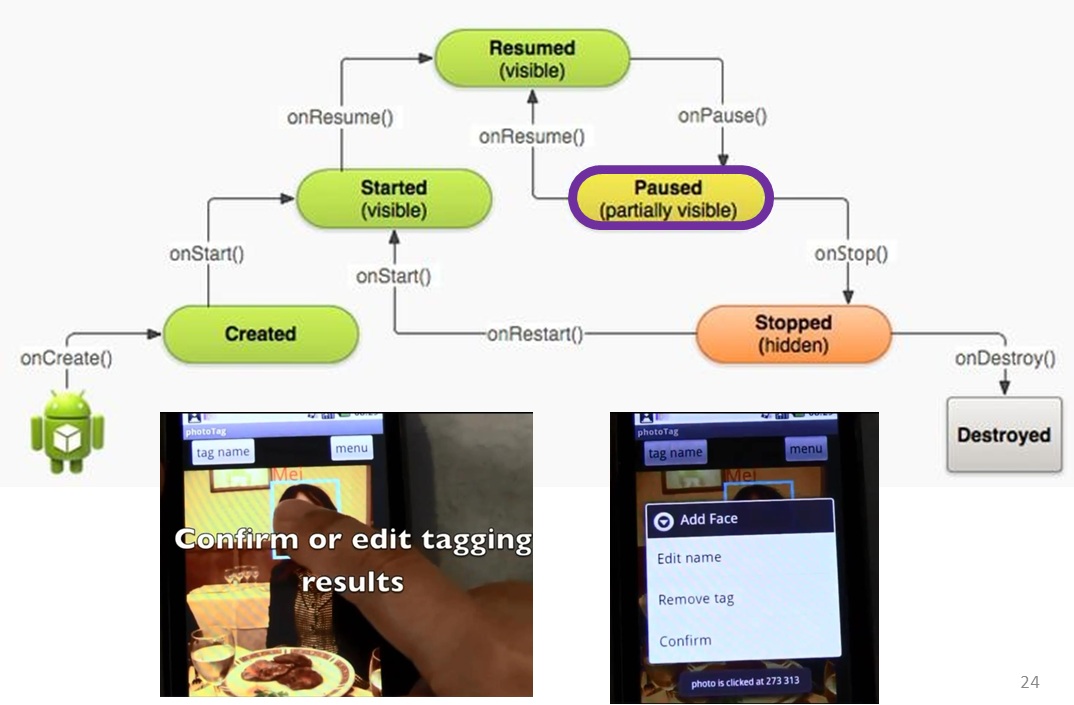 Resumed
(visible)
onResume()
onPause()
onResume()
Started
(visible)
Paused
(partially visible)
onStart()
onStop()
onStart()
Created
onRestart()
Stopped
(hidden)
onCreate()
onDestroy()
Destroyed
photoTag
tag name
menu
Mei
Confirm or edit tagging
results
photoTag
tag name
menu
Mei
Add Face
Edit name
Remove tag
Confirm
photo is clicked at 273 313
24